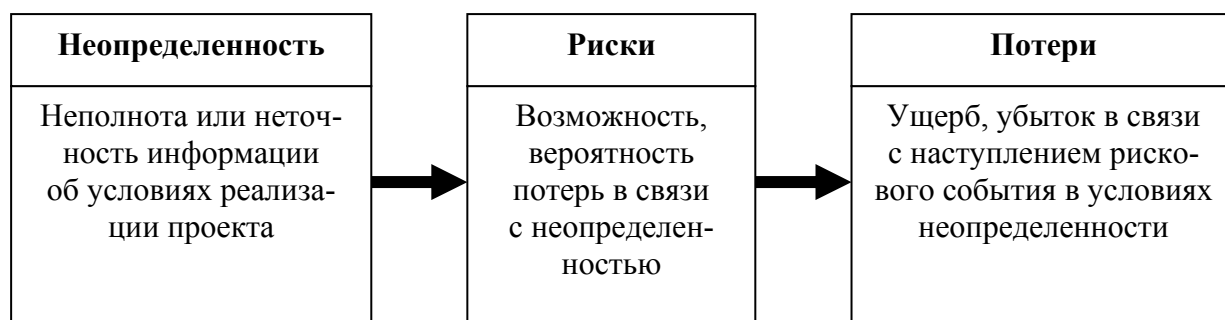 Неопределенность
Неполнота или неточ-
ность информации
об условиях реализа-
ции проекта
Риски
Возможность,
вероятность
потерь в связи
с неопределен-
ностью
Потери
Ущерб, убыток в связи
с наступлением риско-
вого события в условиях
неопределенности